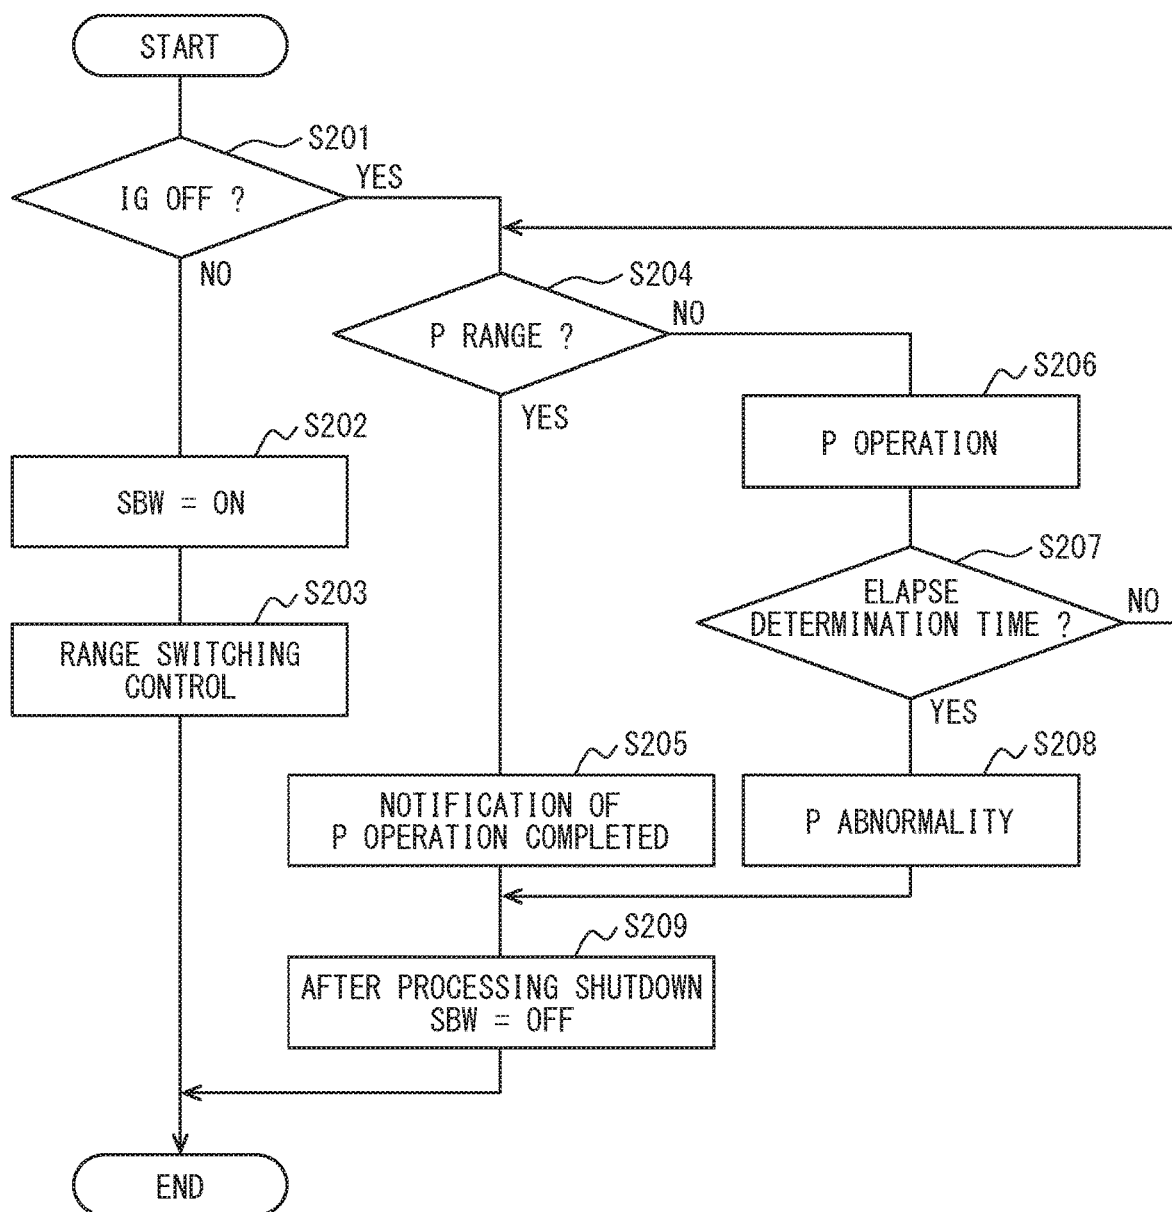 START
S201
IG OFF ?
YES
NO
S204
P RANGE ?
NO
YES
S206
P OPERATION
S202
SBW = ON
S207
ELAPSE
DETERMINATION TIME ?
NO
YES
S203
RANGE SWITCHING
CONTROL
S205
NOTIFICATION OF
P OPERATION COMPLETED
S208
P ABNORMALITY
S209
AFTER PROCESSING SHUTDOWN
SBW = OFF
END